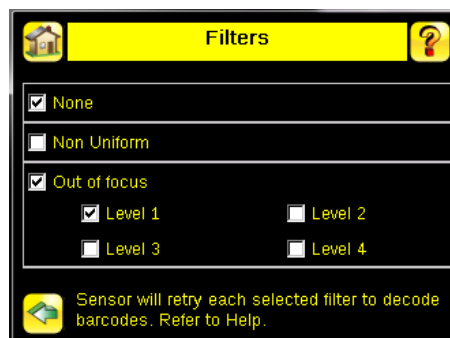 Filters
None
Non Uniform
Out of focus
Level 1 Level 2
Level 3 Level 4
Sensor will retry each selected filter to decode
barcodes. Refer to Help.